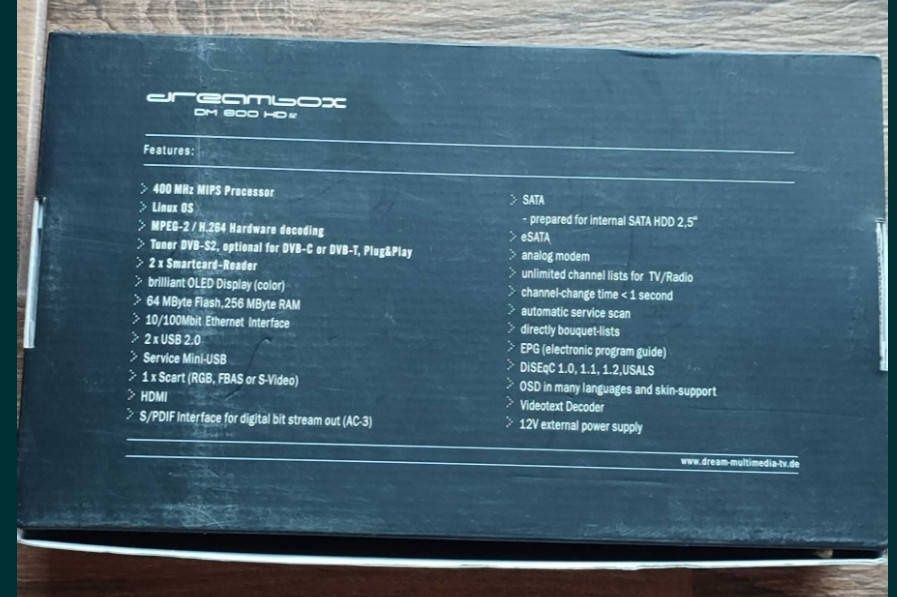 dreambox
DM 800 HD se
Features:
400 MHz MIPS Processor
Linux OS
MPEG-2 / H.264 Hardware decoding
Tuner DVB-S2, optional for DVB-C or DVB-T, Plug&Play
2 x Smartcard-Reader
brilliant OLED Display (color)
64 MByte Flash,256 MByte RAM
10/100Mbit Ethernet Interface
2 x USB 2.0
Service Mini-USB
1 x Scart (RGB, FBAS or S-Video)
HDMI
S/PDIF Interface for digital bit stream out (AC-3)
SATA
- prepared for internal SATA HDD 2,5"
eSATA
analog modem
unlimited channel lists for TV/Radio
channel-change time < 1 second
automatic service scan
directly bouquet-lists
EPG (electronic program guide)
DiSEqC 1.0, 1.1, 1.2,USALS
OSD in many languages and skin-support
Videotext Decoder
12V external power supply
www.dream-multimedia-tv.de